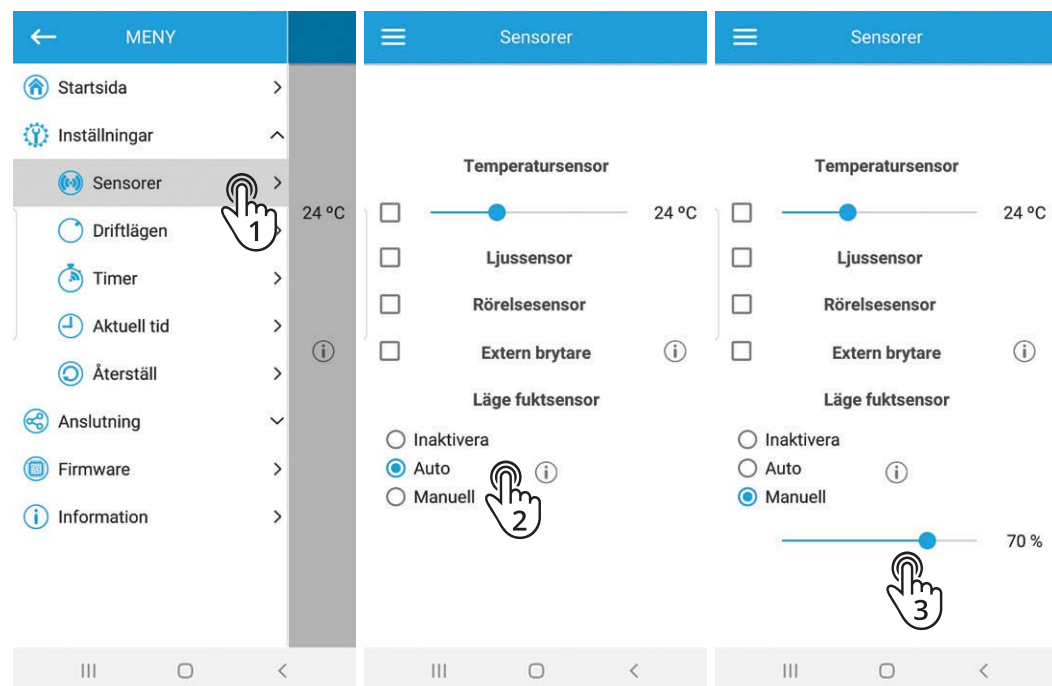 MENY
Startsida
Inställningar
Sensorer
1
Driftlägen
Timer
Aktuell tid
Återställ
Anslutning
Firmware
Information
24 ºC
Sensorer
Temperatursensor
24 ºC
Ljussensor
Rörelsesensor
Extern brytare
Läge fuktsensor
Inaktivera
Auto
Manuell
2
Sensorer
Temperatursensor
24 ºC
Ljussensor
Rörelsesensor
Extern brytare
Läge fuktsensor
Inaktivera
Auto
Manuell
70 %
3